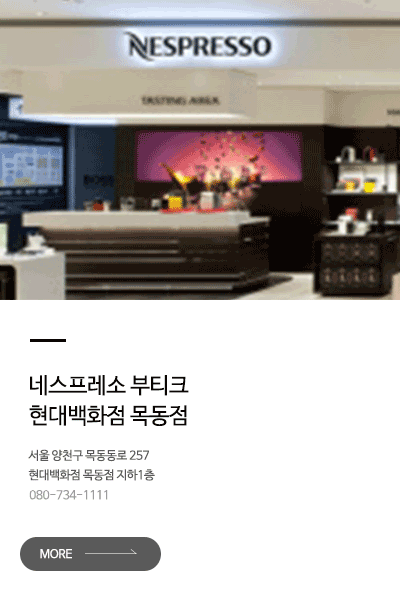 NESPRESSO
TASTING AREA
네스프레소 부티크
현대백화점 목동점
서울 양천구 목동동로 257
현대백화점 목동점 지하1층
080-734-1111
MORE